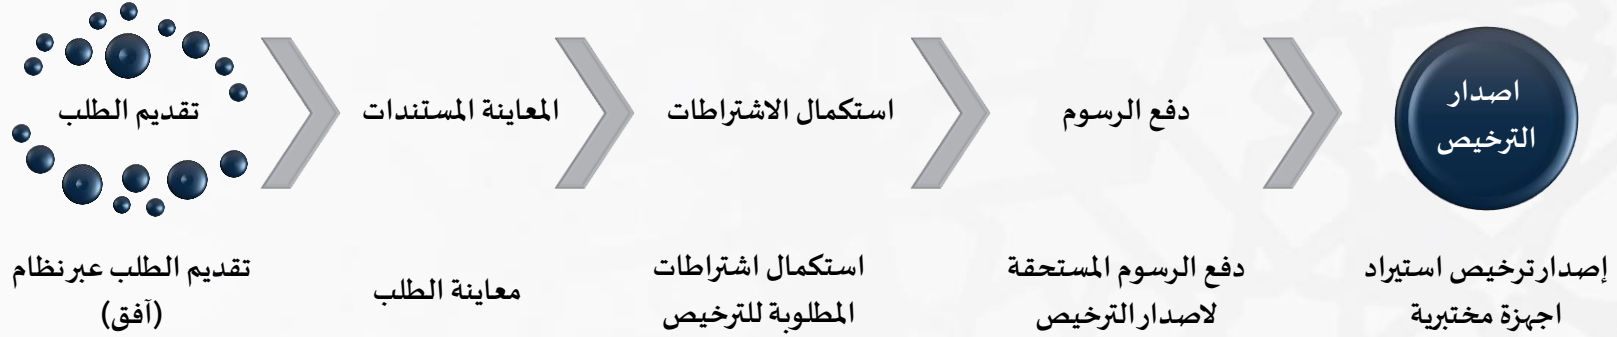 تقديم الطلب
المعاينة المستندات
استكمال الاشتراطات
دفع الرسوم
اصدار
الترخيص
تقديم الطلب عبر نظام
(آفق)
معاينة الطلب
استكمال اشتراطات
المطلوبة للترخيص
دفع الرسوم المستحقة
لاصدار الترخيص
إصدار ترخيص استيراد
اجهزة مختبرية